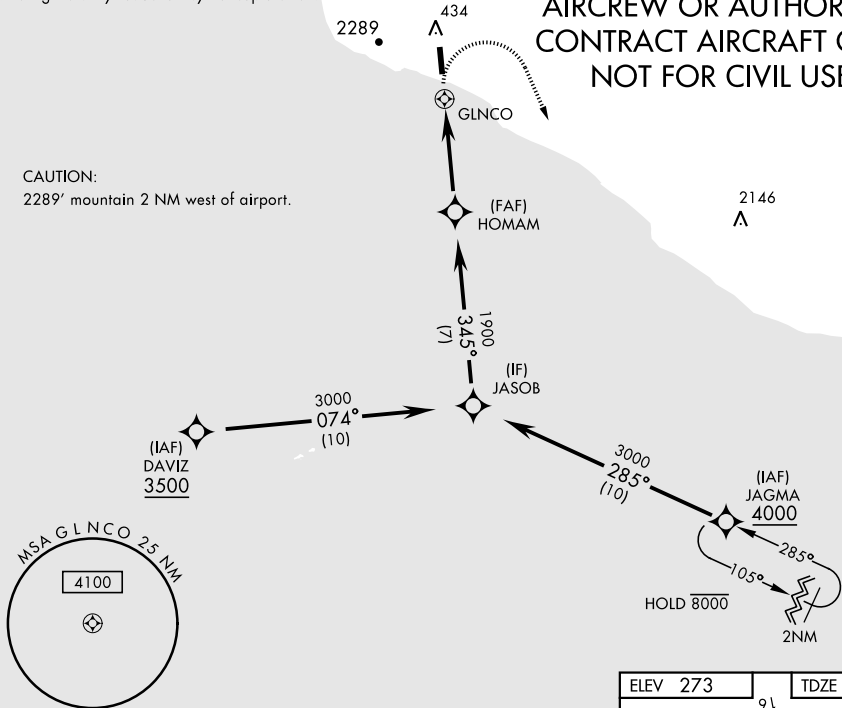 434
2289
AIRCREW OR AUTHOR
CONTRACT AIRCRAFT
NOT FOR CIVIL USE
GLNCO
CAUTION:
2289' mountain 2 NM west of airport.
2146
(FAF)
HOMAM
1900
345°
(7)
(IF)
JASOB
3000
074°
(10)
(IAF)
DAVIZ
3500
3000
285°
(10)
(IAF)
JAGMA
4000
285°
105°
HOLD 8000
2NM
MSA GLNCO 25 NM
4100
ELEV 273
TDZE
16